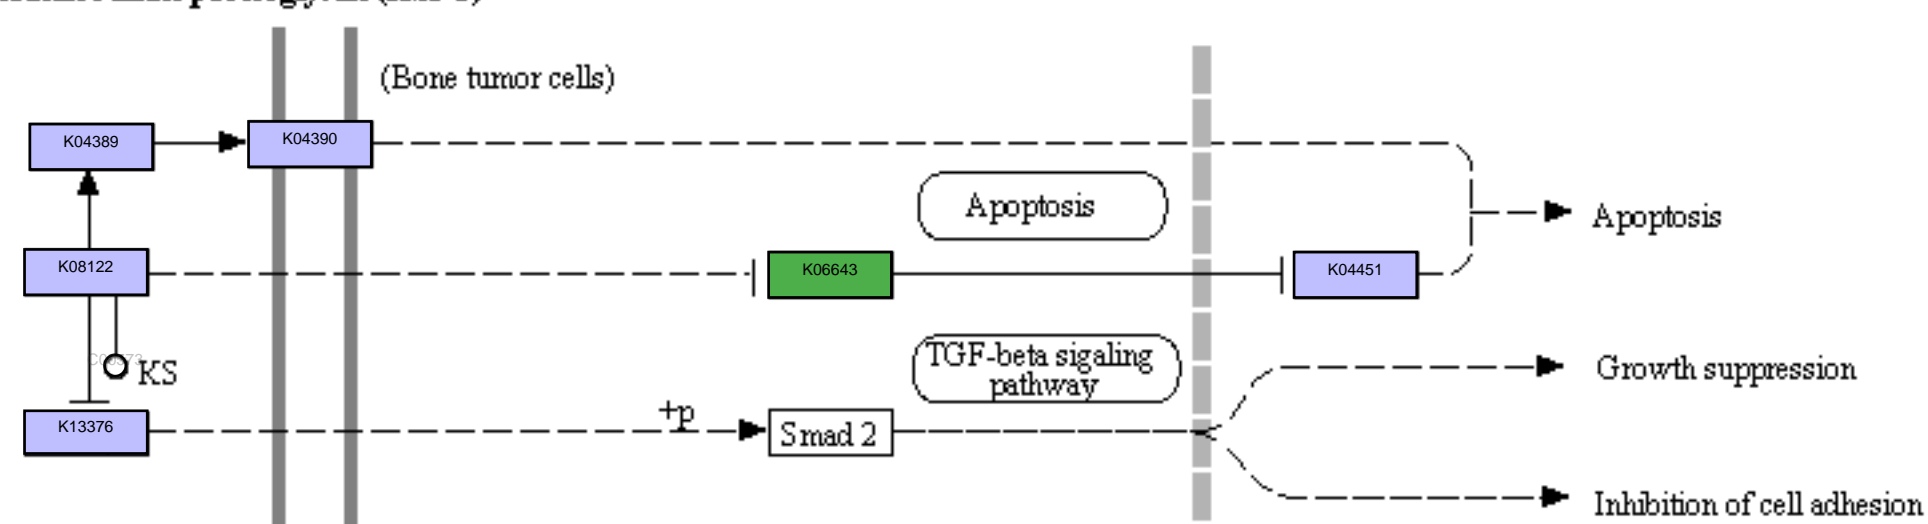 (Bone tumor cells)
K04389
K04390
Apoptosis
Apoptosis
K08122
K06643
K04451
KS
TGF-beta sigaling
pathway
Growth suppression
+p
K13376
Smad 2
Inhibition of cell adhesion